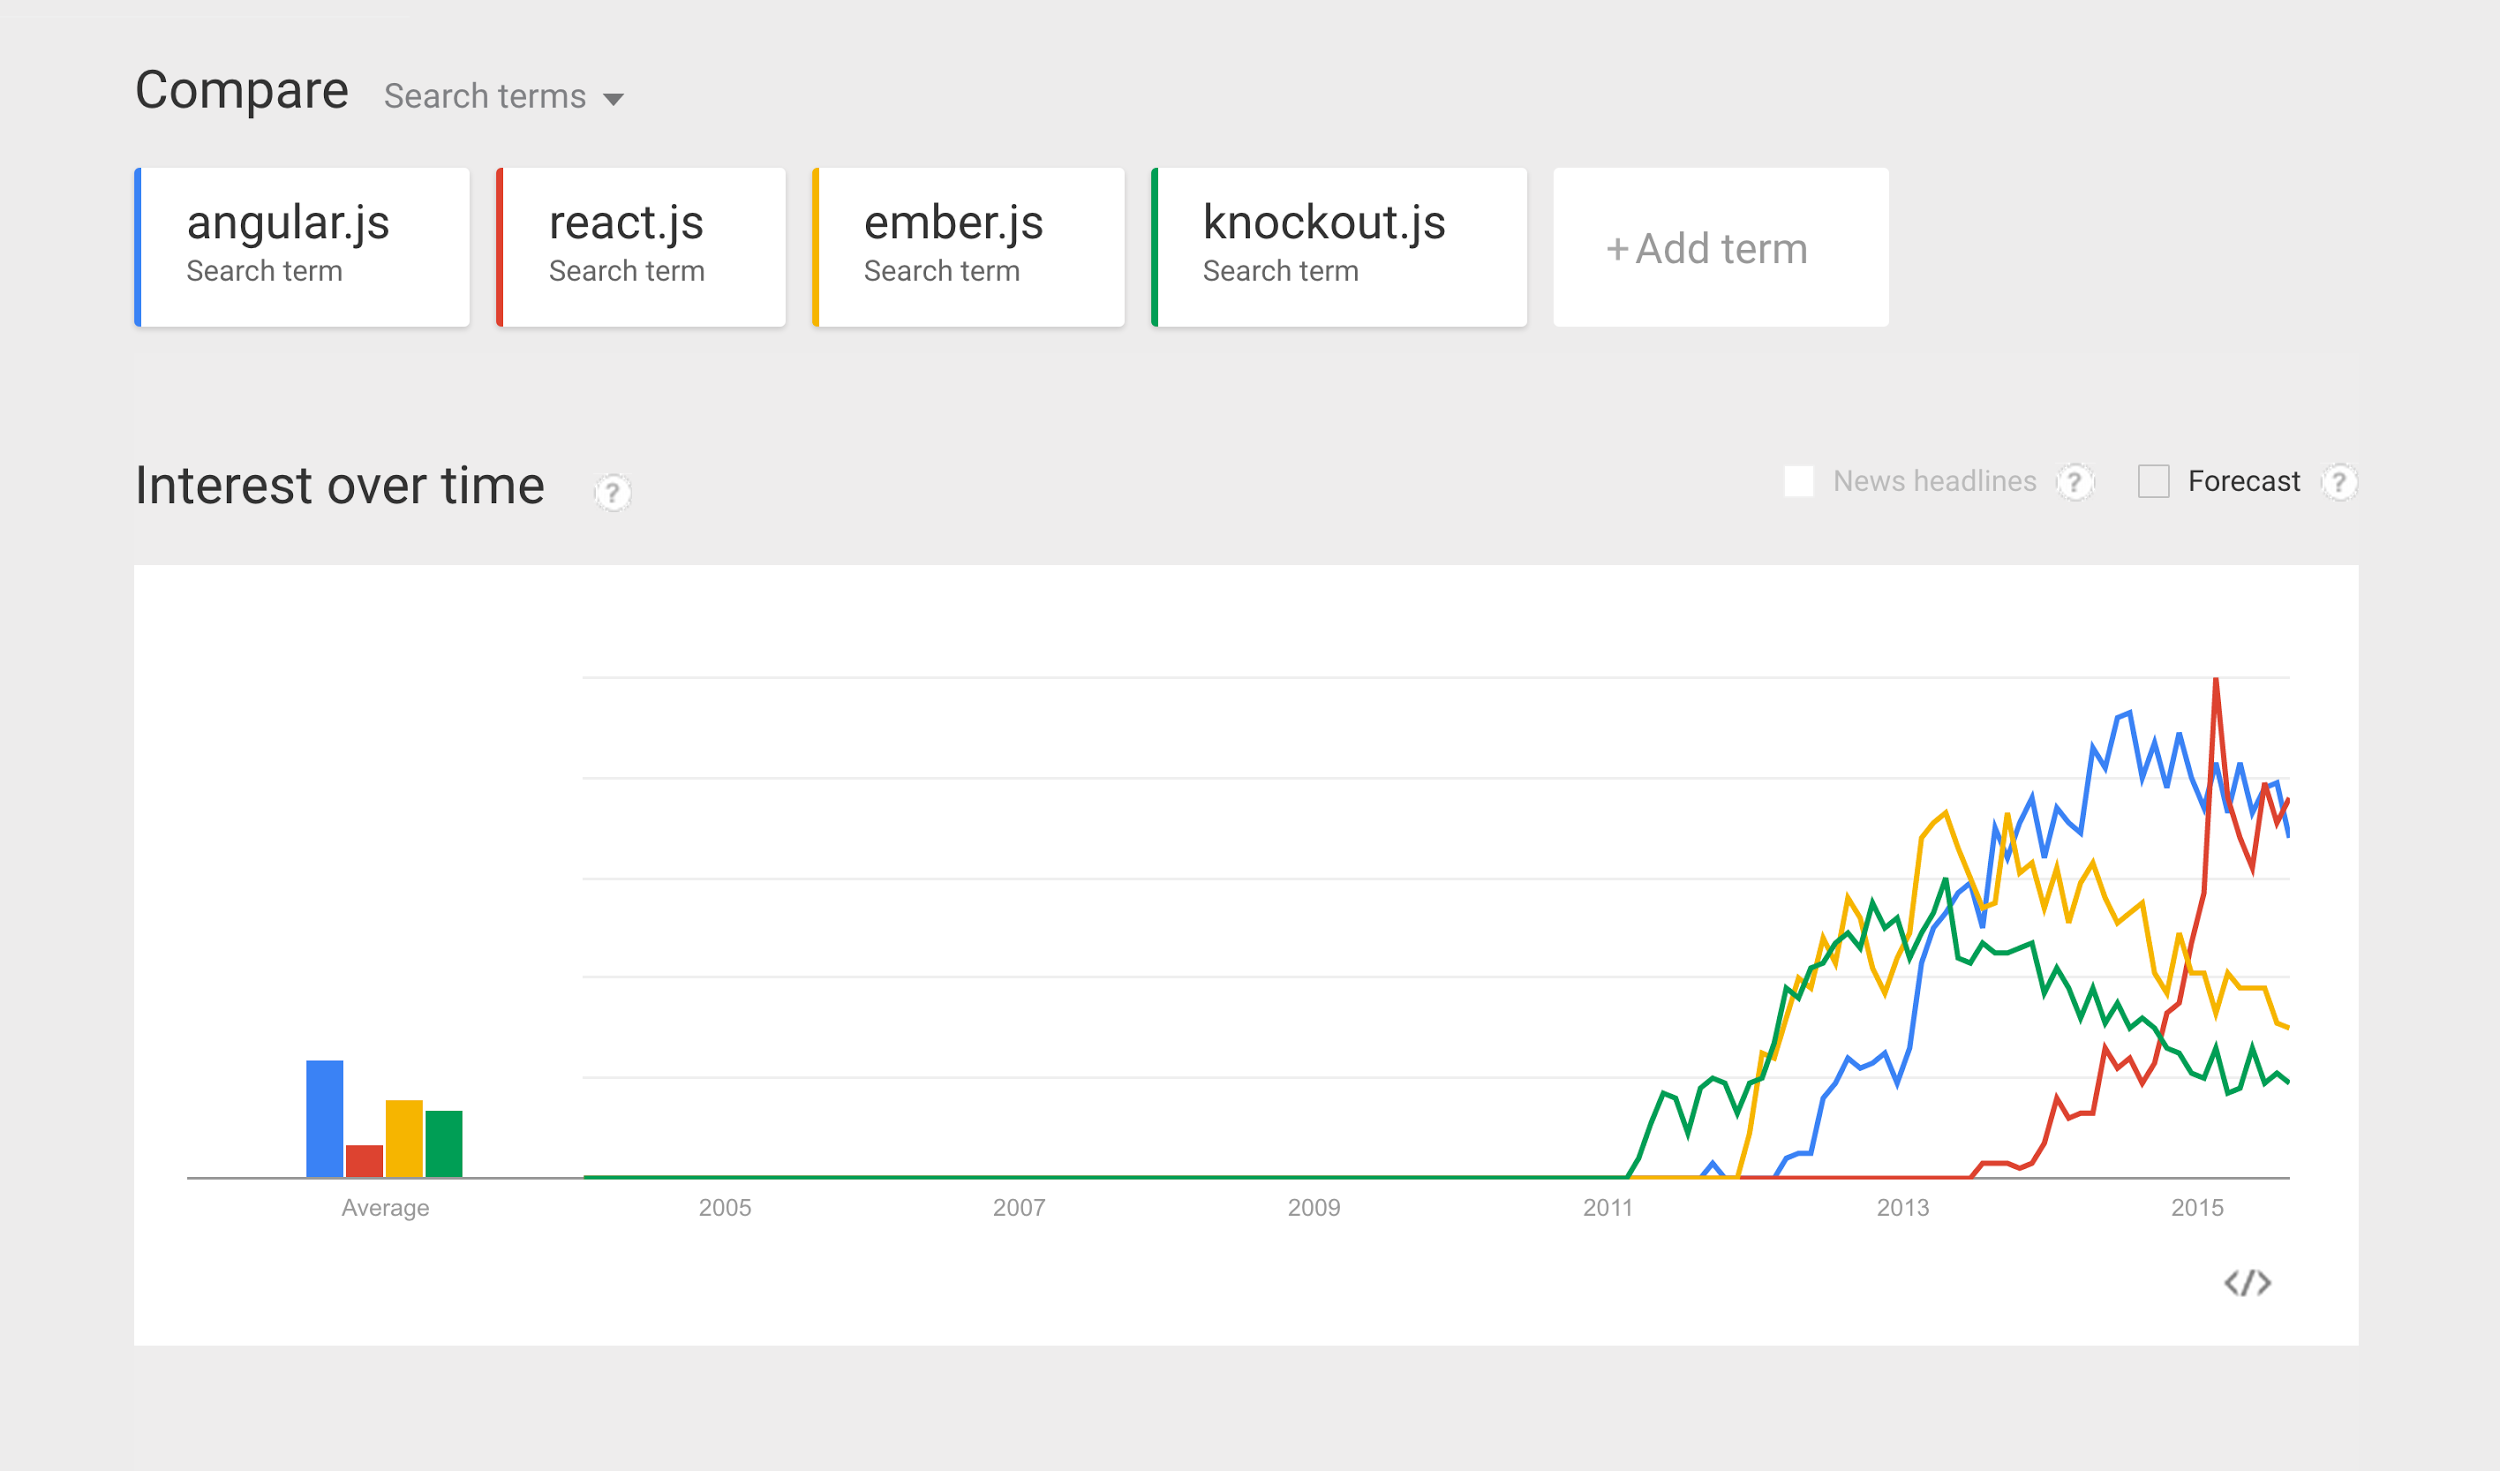 Compare Search terms
angular.js
Search term
react.js
Search term
ember.js
Search term
knockout.js
Search term
+Add term
Interest over time ?
News headlines ? Forecast ?
Average 2005 2007 2009 2011 2013 2015
</>